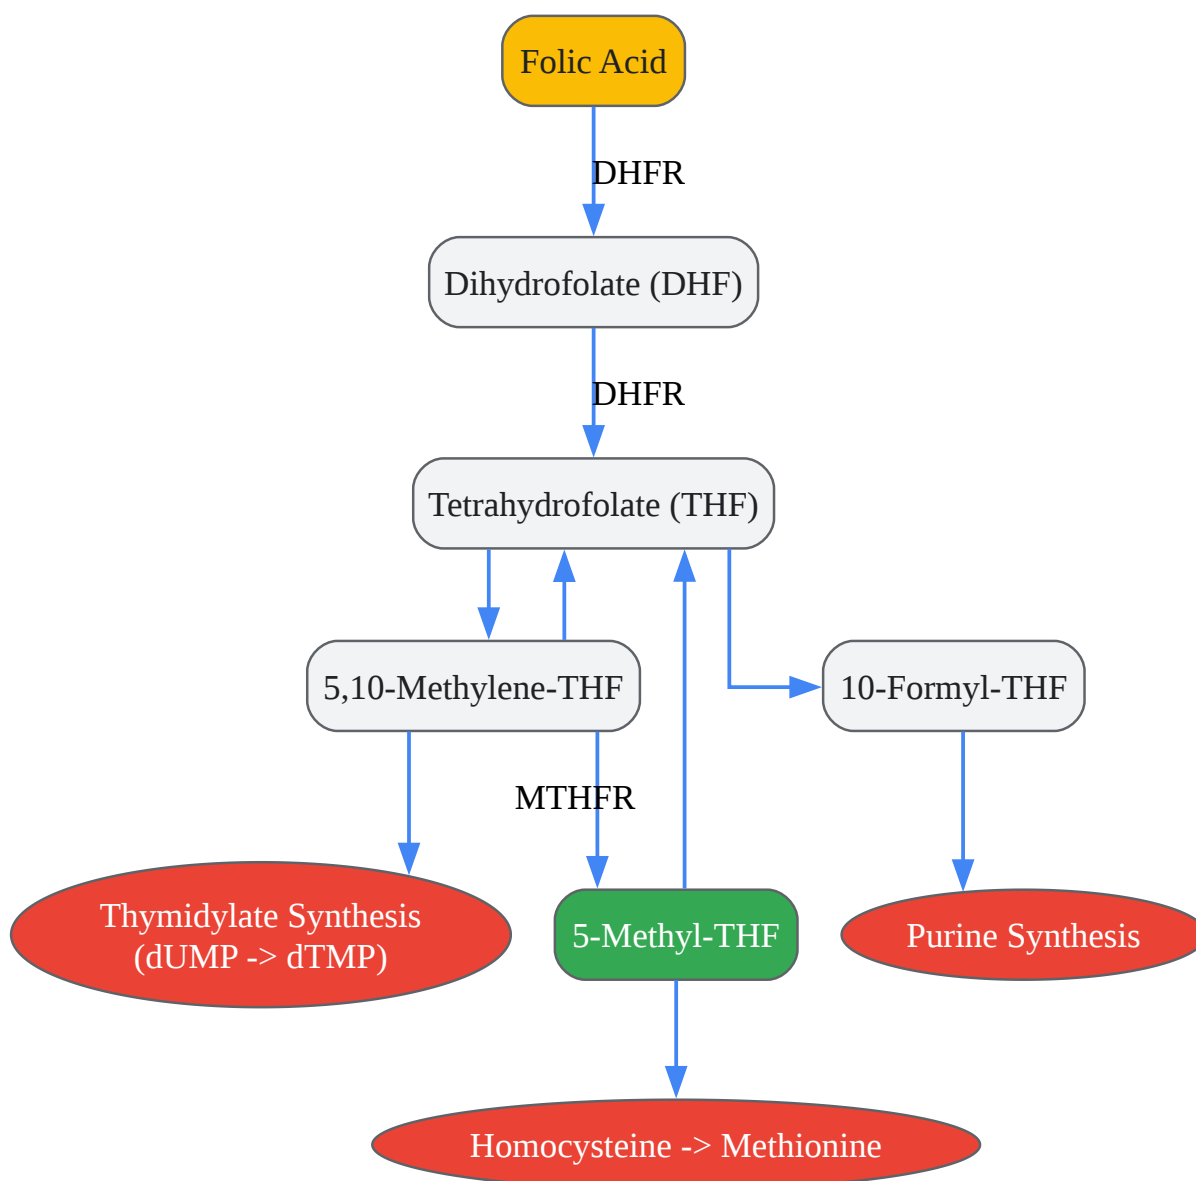 Folic Acid
DHFR
Dihydrofolate (DHF)
DHFR
Tetrahydrofolate (THF)
5,10-Methylene-THF
10-Formyl-THF
MTHFR
Thymidylate Synthesis
(dUMP -> dTMP)
5-Methyl-THF
Purine Synthesis
Homocysteine -> Methionine